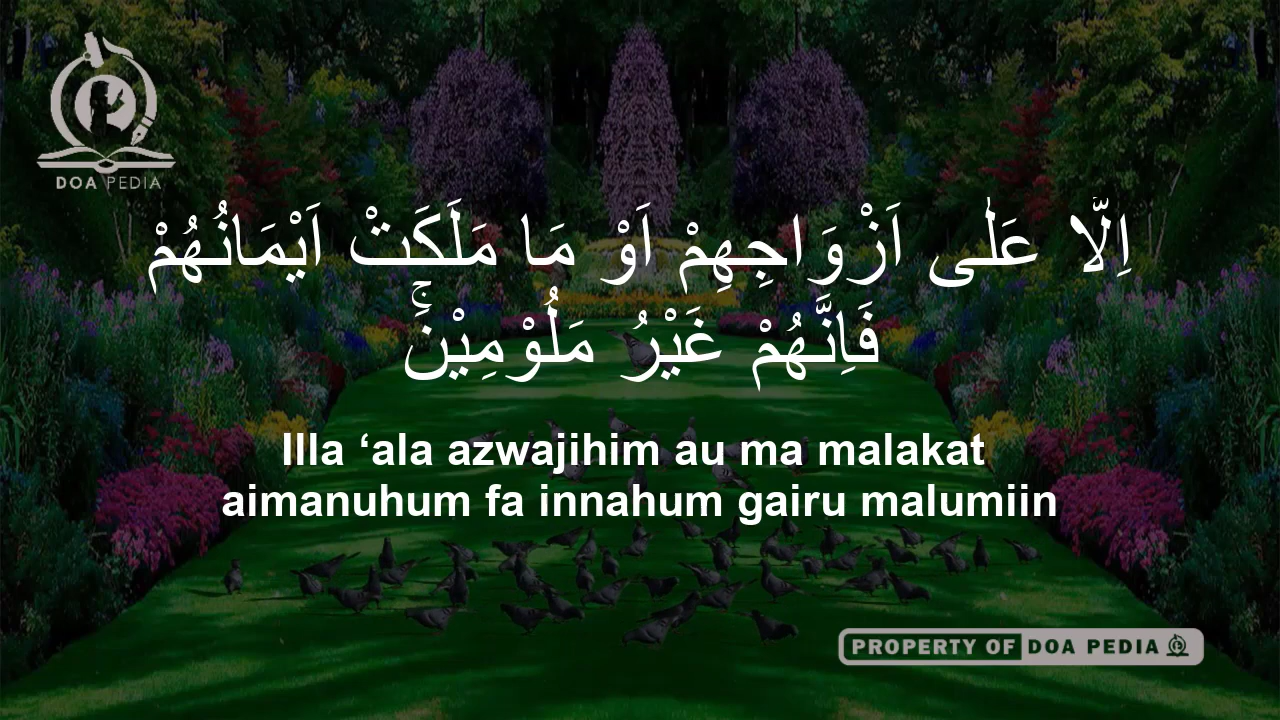 DOA PEDIA
اِلَّا عَلٰٓى اَزْوَاجِهِمْ اَوْ مَا مَلَكَتْ اَيْمَانُهُمْ
فَاِنَّهُمْ غَيْرُ مَلُوْمِيْنَۚ
Illa ‘ala azwajihim au ma malakat
aimanuhum fa innahum gairu malumiin
PROPERTY OF DOA PEDIA